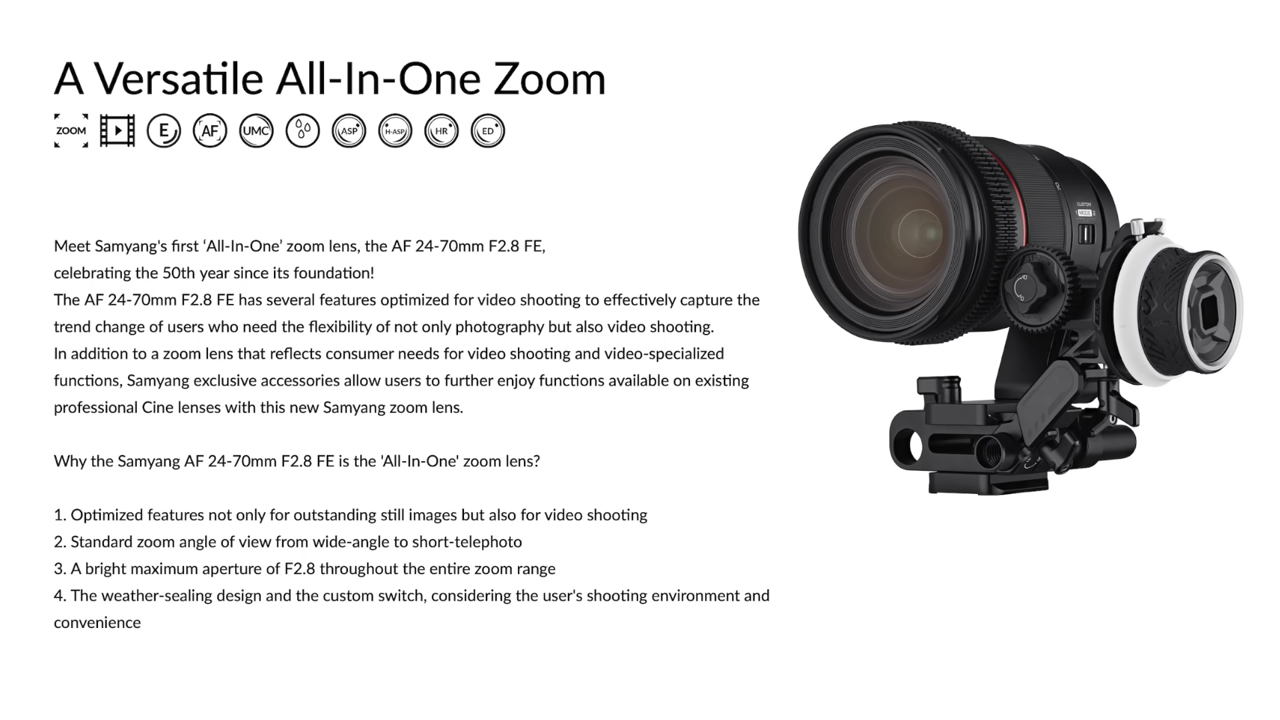 A Versatile All-In-One Zoom
ZOOM E AF UMC ASP H-ASP HR ED
Meet Samyang's first ‘All-In-One’ zoom lens, the AF 24-70mm F2.8 FE,
celebrating the 50th year since its foundation!
The AF 24-70mm F2.8 FE has several features optimized for video shooting to effectively capture the
trend change of users who need the flexibility of not only photography but also video shooting.
In addition to a zoom lens that reflects consumer needs for video shooting and video-specialized
functions, Samyang exclusive accessories allow users to further enjoy functions available on existing
professional Cine lenses with this new Samyang zoom lens.
Why the Samyang AF 24-70mm F2.8 FE is the 'All-In-One' zoom lens?
1. Optimized features not only for outstanding still images but also for video shooting
2. Standard zoom angle of view from wide-angle to short-telephoto
3. A bright maximum aperture of F2.8 throughout the entire zoom range
4. The weather-sealing design and the custom switch, considering the user's shooting environment and
convenience
CUSTOM
MODE 2